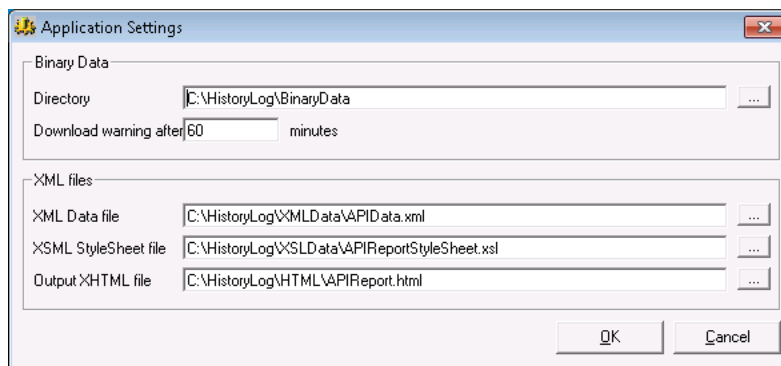 Application Settings
Binary Data
Directory C:\HistoryLog\BinaryData ...
Download warning after 60 minutes
XML files
XML Data file C:\HistoryLog\XMLData\APIData.xml ...
XSML StyleSheet file C:\HistoryLog\XSLData\APIReportStyleSheet.xsl ...
Output XHTML file C:\HistoryLog\HTML\APIReport.html ...
OK Cancel